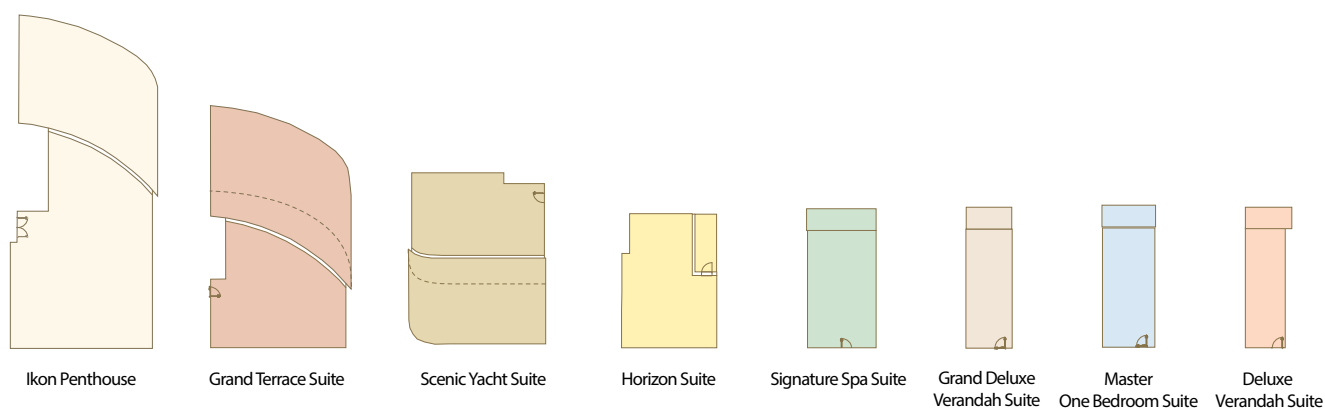 Ikon Penthouse
Grand Terrace Suite
Scenic Yacht Suite
Horizon Suite
Signature Spa Suite
Grand Deluxe
Verandah Suite
Master
One Bedroom Suite
Deluxe
Verandah Suite